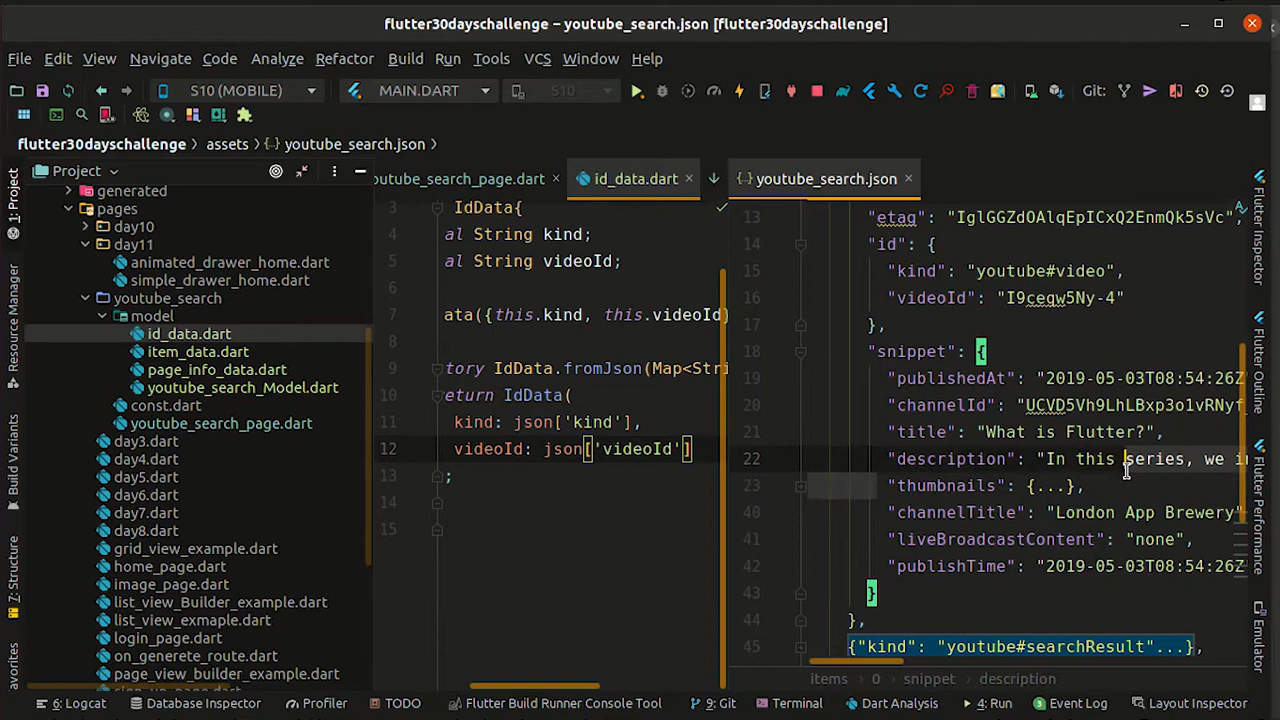 flutter30dayschallenge – youtube_search.json [flutter30dayschallenge]
File Edit View Navigate Code Analyze Refactor Build Run Tools VCS Window Help
S10 (MOBILE) MAIN.DART S10 Git:
flutter30dayschallenge assets youtube_search.json
1: Project
Resource Manager
Build Variants
7: Structure
avorites
Project
generated
pages
day10
day11
animated_drawer_home.dart
simple_drawer_home.dart
youtube_search
model
id_data.dart
item_data.dart
page_info_data.dart
youtube_search_Model.dart
const.dart
youtube_search_page.dart
day3.dart
day4.dart
day5.dart
day6.dart
day7.dart
day8.dart
grid_view_example.dart
home_page.dart
image_page.dart
list_view_Builder_example.dart
list_view_exmaple.dart
login_page.dart
on_generete_route.dart
page_view_builder_example.dart
outube_search_page.dart id_data.dart
3 IdData{
4 al String kind;
5 al String videoId;
6
7 ata({this.kind, this.videoId}
8
9 tory IdData.fromJson(Map<Stri
10 eturn IdData(
11 kind: json['kind'],
12 videoId: json['videoId']
13 ;
14
15
youtube_search.json
13 "etag": "IglGGZdOAlqEpICxQ2EnmQk5sVc",
14 "id": {
15 "kind": "youtube#video",
16 "videoId": "I9ceqw5Ny-4"
17 },
18 "snippet": {
19 "publishedAt": "2019-05-03T08:54:26Z
20 "channelId": "UCVD5Vh9LhLBxp3o1vRNyf
21 "title": "What is Flutter?",
22 "description": "In this series, we i
23 "thumbnails": {...},
40 "channelTitle": "London App Brewery"
41 "liveBroadcastContent": "none",
42 "publishTime": "2019-05-03T08:54:26Z
43 }
44 },
45 {"kind": "youtube#searchResult"...},
items 0 snippet description
Flutter Inspector
Flutter Outline
Flutter Performance
Emulator
6: Logcat Database Inspector Profiler TODO Flutter Build Runner Console Tool 9: Git Terminal Dart Analysis 4: Run Event Log Layout Inspector